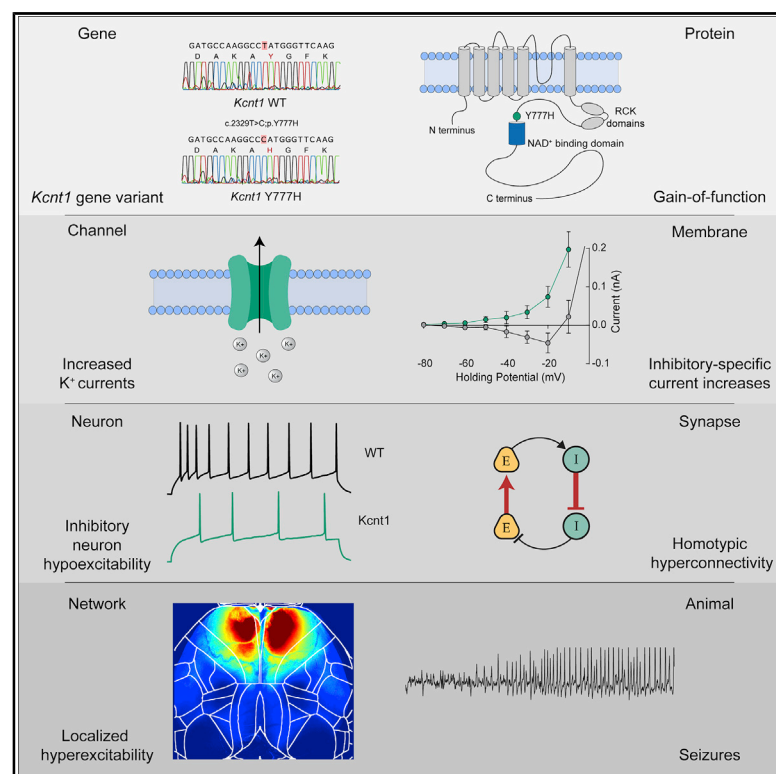 Gene
GATGCCAAGGCCTATGGGTTCAAG
D A K A Y G F K
Kcnt1 WT
c.2329T>C;p.Y777H
GATGCCAAGGCCCATGGGTTCAAG
D A K A H G F K
Kcnt1 Y777H
Kcnt1 gene variant
Protein
Y777H
RCK
domains
N terminus
NAD+ binding domain
C terminus
Gain-of-function
Channel
K+
K+
K+
K+
K+
Increased
K+ currents
Membrane
0.2
0.1
0.0
-0.1
Current (nA)
-80
-60
-40
-20
Holding Potential (mV)
Inhibitory-specific
current increases
Neuron
WT
Kcnt1
Inhibitory
neuron
hypoexcitability
Synapse
E
I
E
I
Homotypic
hyperconnectivity
Network
Localized
hyperexcitability
Animal
Seizures